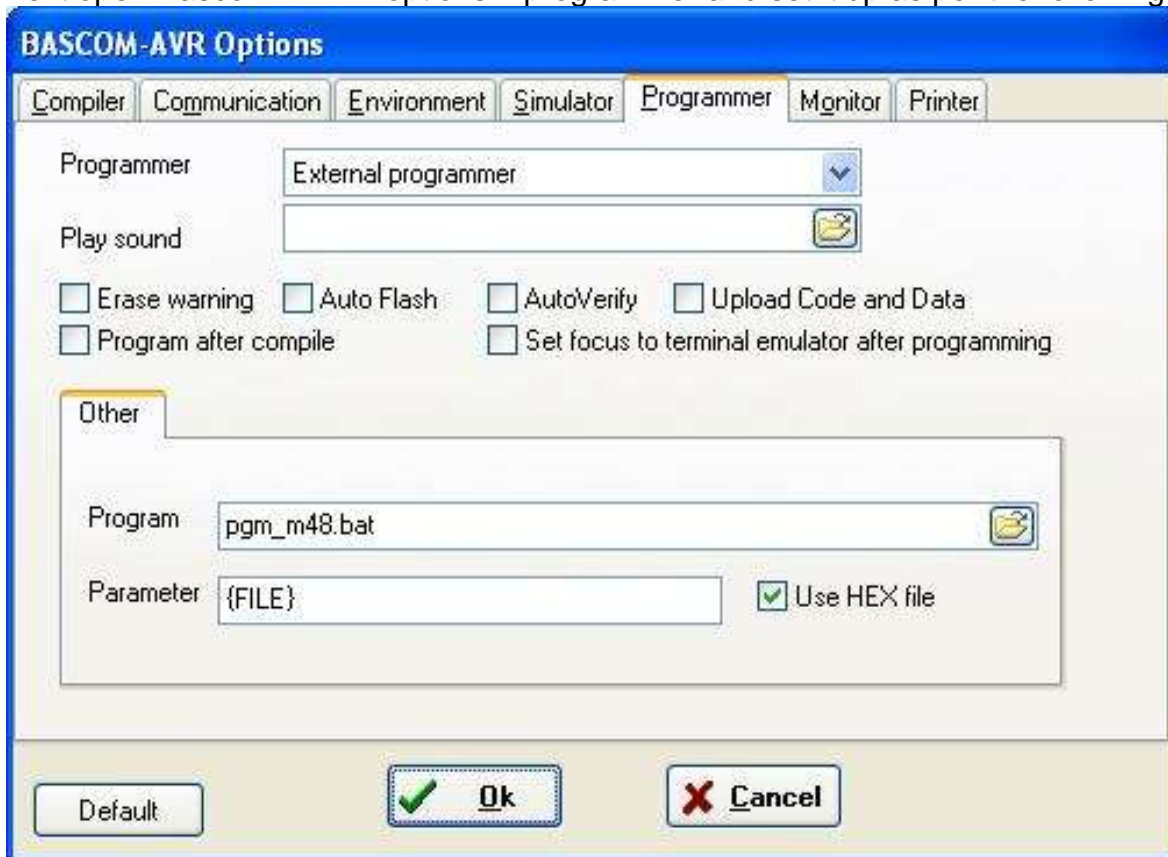 BASCOM-AVR Options
Compiler Communication Environment Simulator Programmer Monitor Printer
Programmer External programmer
Play sound
Erase warning Auto Flash AutoVerify Upload Code and Data
Program after compile Set focus to terminal emulator after programming
Other
Program pgm_m48.bat
Parameter {FILE} Use HEX file
Default Ok Cancel